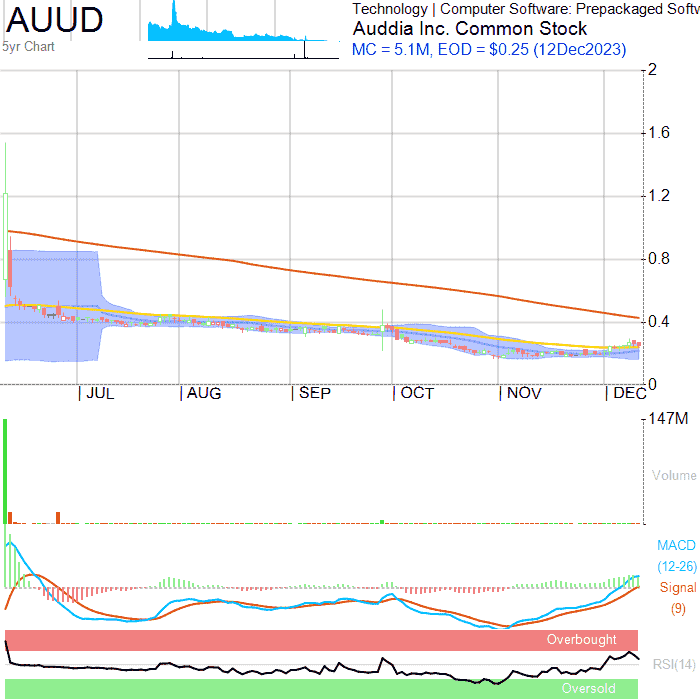 AUUD
5yr Chart
Technology | Computer Software: Prepackaged Softw
Auddia Inc. Common Stock
MC = 5.1M, EOD = $0.25 (12Dec2023)
2
1.6
1.2
0.8
0.4
0
JUL AUG SEP OCT NOV DEC
147M
Volume
MACD
(12-26)
Signal
(9)
Overbought
RSI(14)
Oversold